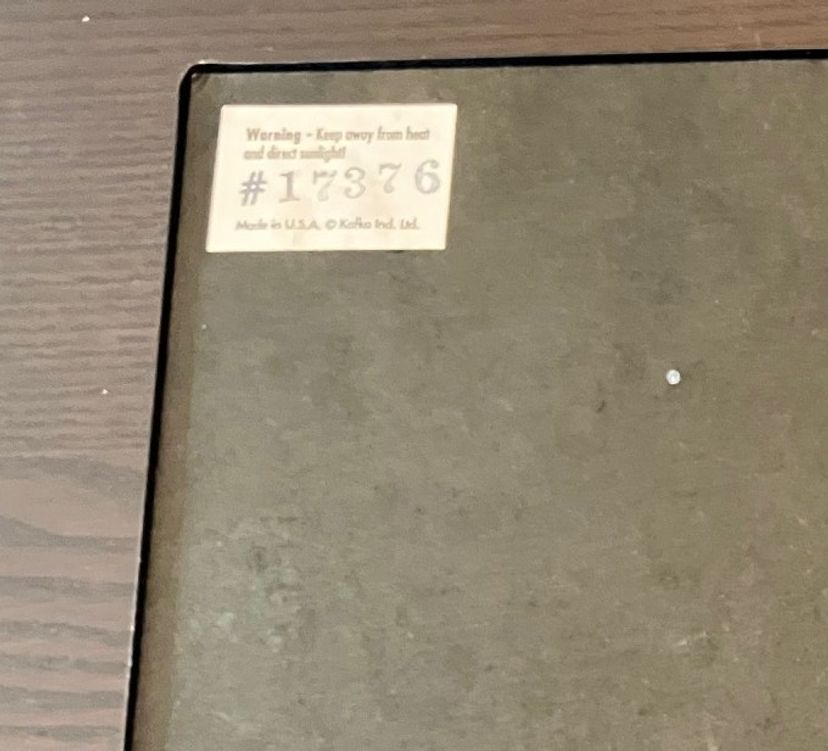 Warning – Keep away from heat
and direct sunlight!
#17376
Made in U.S.A. © Kafka Ind. Ltd.